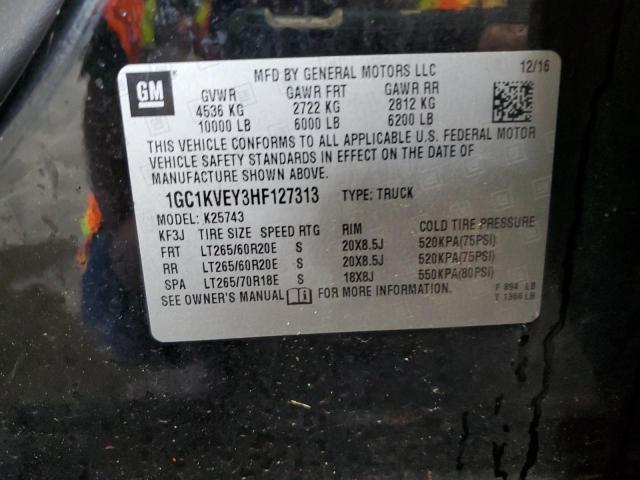 GM
MFD BY GENERAL MOTORS LLC 12/16
GVWR GAWR FRT GAWR RR
4536 KG 2722 KG 2812 KG
10000 LB 6000 LB 6200 LB
THIS VEHICLE CONFORMS TO ALL APPLICABLE U.S. FEDERAL MOTOR
VEHICLE SAFETY STANDARDS IN EFFECT ON THE DATE OF
MANUFACTURE SHOWN ABOVE.
1GC1KVEY3HF127313 TYPE: TRUCK
MODEL: K25743
KF3J TIRE SIZE SPEED RTG RIM COLD TIRE PRESSURE
FRT LT265/60R20E S 20X8.5J 520KPA(75PSI)
RR LT265/60R20E S 20X8.5J 520KPA(75PSI)
SPA LT265/70R18E S 18X8J 550KPA(80PSI)
SEE OWNER'S MANUAL FOR MORE INFORMATION.
F 894 LB
T 1366 LB